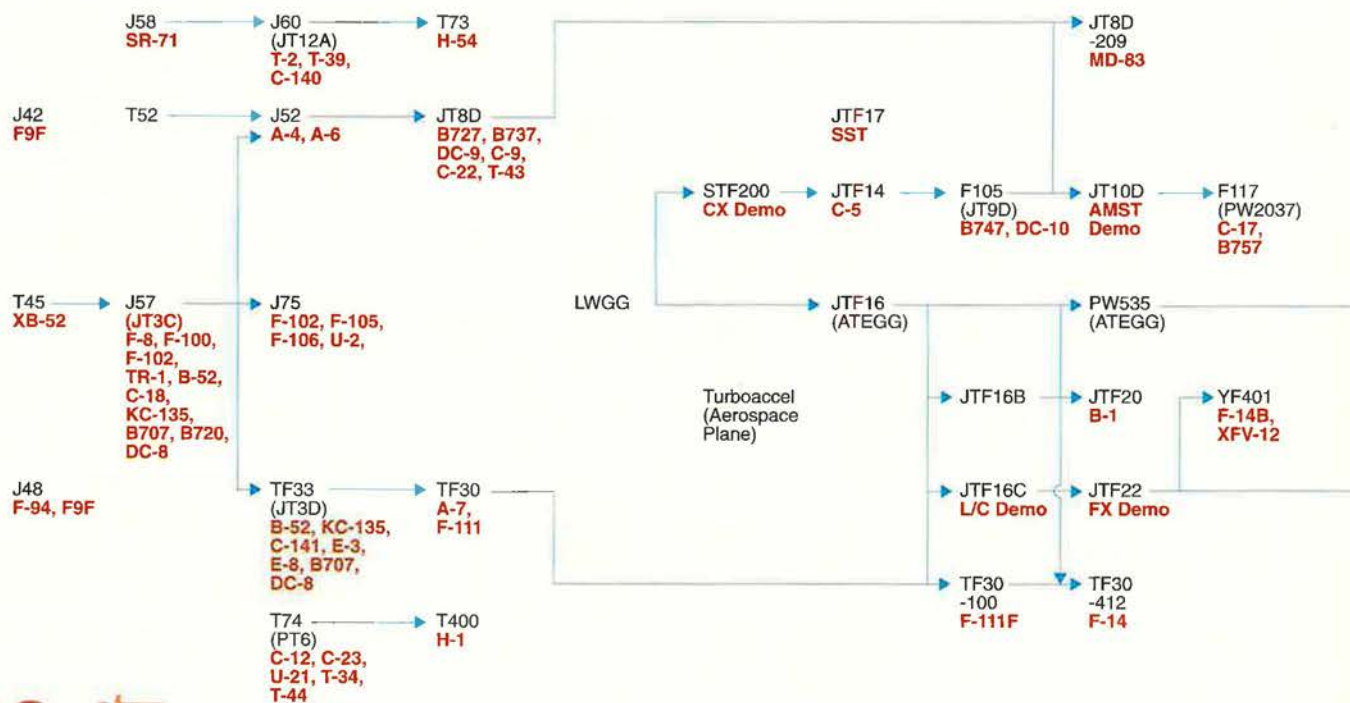 J58
SR-71
J60
(JT12A)
T-2, T-39,
C-140
T73
H-54
JT8D
-209
MD-83
J42
F9F
T52
J52
A-4, A-6
JT8D
B727, B737,
DC-9, C-9,
C-22, T-43
JTF17
SST
STF200
CX Demo
JTF14
C-5
F105
(JT9D)
B747, DC-10
JT10D
AMST
Demo
F117
(PW2037)
C-17,
B757
T45
XB-52
J57
(JT3C)
F-8, F-100,
F-102,
TR-1, B-52,
C-18,
KC-135,
B707, B720,
DC-8
J75
F-102, F-105,
F-106, U-2,
LWGG
JTF16
(ATEGG)
PW535
(ATEGG)
Turboaccel
(Aerospace
Plane)
JTF16B
JTF20
B-1
YF401
F-14B,
XFV-12
J48
F-94, F9F
TF33
(JT3D)
B-52, KC-135,
C-141, E-3,
E-8, B707,
DC-8
TF30
A-7,
F-111
JTF16C
L/C Demo
JTF22
FX Demo
TF30
-100
F-111F
TF30
-412
F-14
T74
(PT6)
C-12, C-23,
U-21, T-34,
T-44
T400
H-1